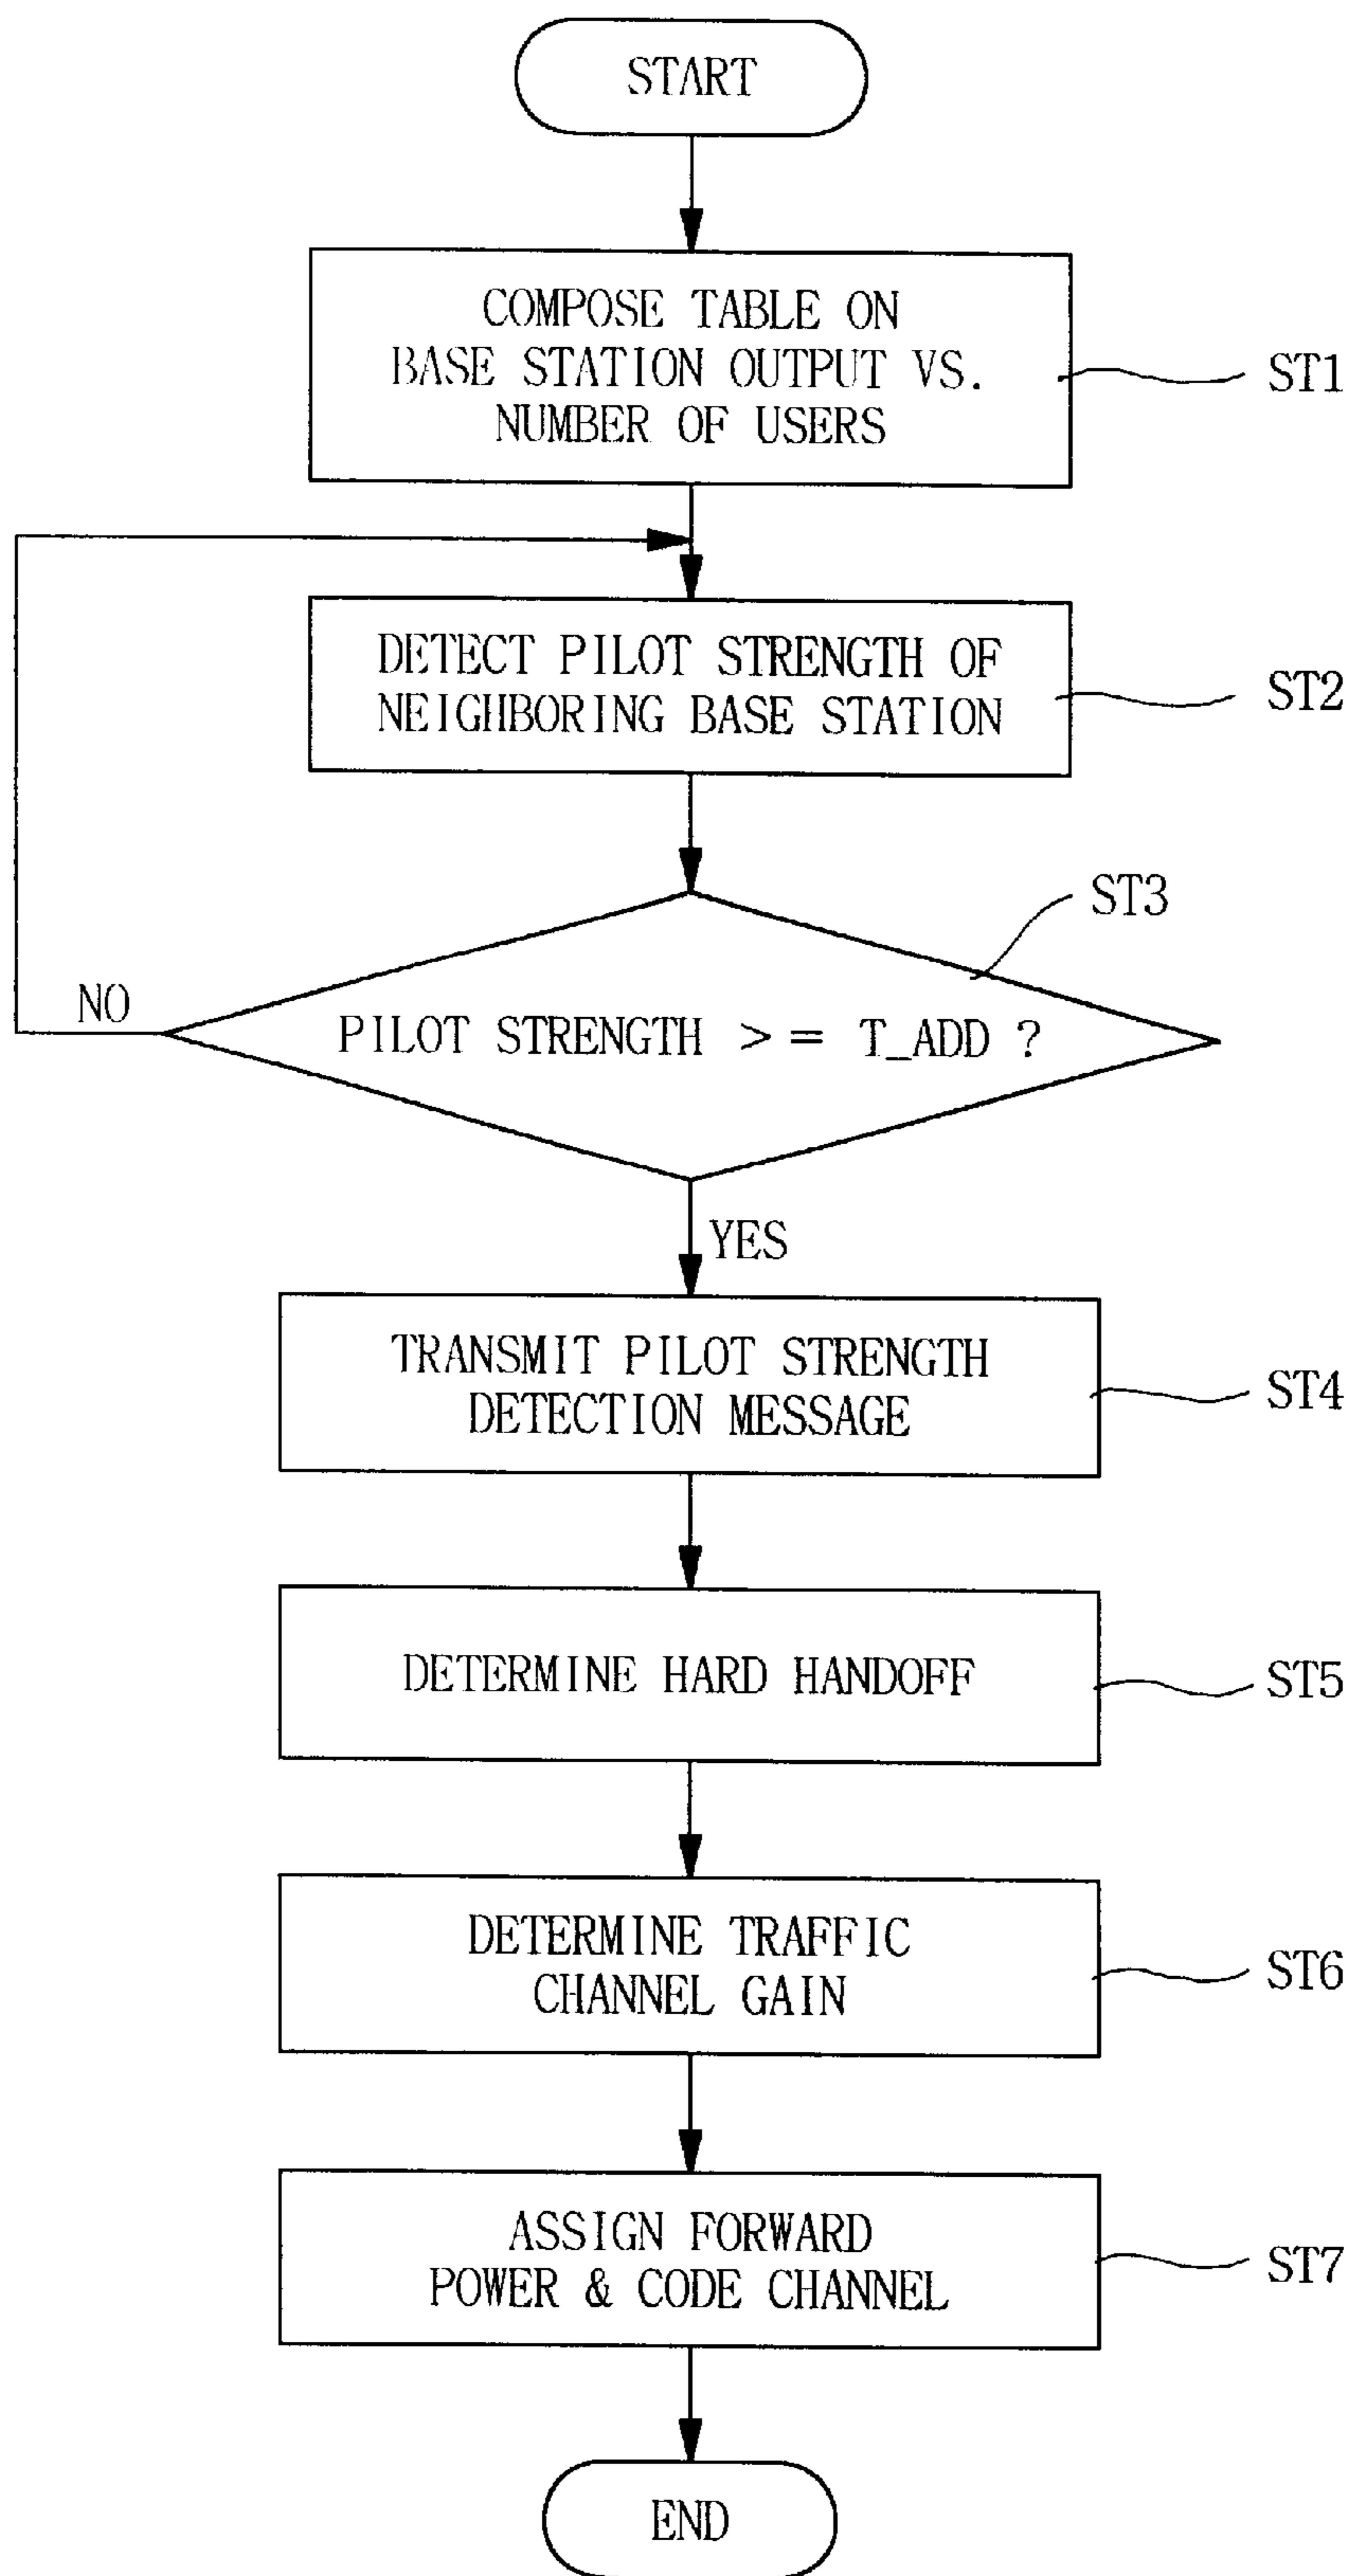 START
COMPOSE TABLE ON
BASE STATION OUTPUT VS.
NUMBER OF USERS
ST1
DETECT PILOT STRENGTH OF
NEIGHBORING BASE STATION
ST2
ST3
NO
PILOT STRENGTH >= T_ADD ?
YES
TRANSMIT PILOT STRENGTH
DETECTION MESSAGE
ST4
DETERMINE HARD HANDOFF
ST5
DETERMINE TRAFFIC
CHANNEL GAIN
ST6
ASSIGN FORWARD
POWER & CODE CHANNEL
ST7
END